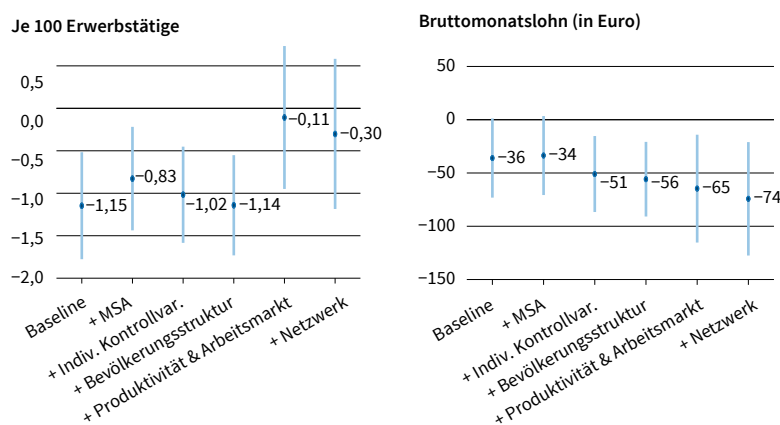 Je 100 Erwerbstätige
0,5
0,0
−0,5
−1,0
−1,5
−2,0
−1,15
−0,83
−1,02
−1,14
−0,11
−0,30
Baseline
+ MSA
+ Indiv. Kontrollvar.
+ Bevölkerungsstruktur
+ Produktivität & Arbeitsmarkt
+ Netzwerk
Bruttomonatslohn (in Euro)
50
0
−50
−100
−150
−36
−34
−51
−56
−65
−74
Baseline
+ MSA
+ Indiv. Kontrollvar.
+ Bevölkerungsstruktur
+ Produktivität & Arbeitsmarkt
+ Netzwerk